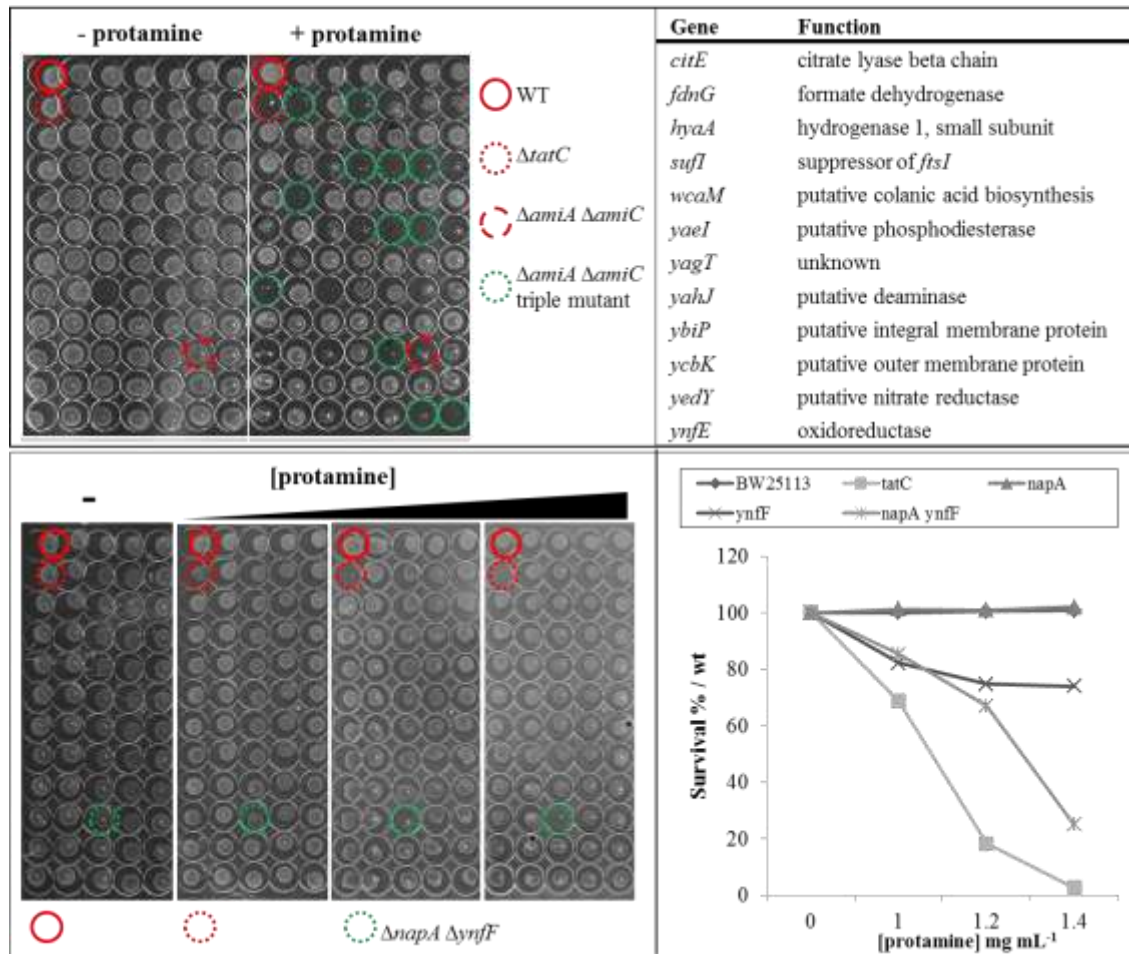 - protamine
+ protamine
WT
ΔtatC
ΔamiA ΔamiC
ΔamiA ΔamiC
triple mutant
Gene Function
citE citrate lyase beta chain
fdnG formate dehydrogenase
hyaA hydrogenase 1, small subunit
sufI suppressor of ftsI
wcaM putative colanic acid biosynthesis
yaeI putative phosphodiesterase
yagT unknown
yahJ putative deaminase
ybiP putative integral membrane protein
ycbK putative outer membrane protein
yedY putative nitrate reductase
ynfE oxidoreductase
- [protamine]
ΔnapA ΔynfF
BW25113 tatC napA
ynfF napA ynfF
Survival % / wt
120
100
80
60
40
20
0
0 1 1.2 1.4
[protamine] mg mL-1